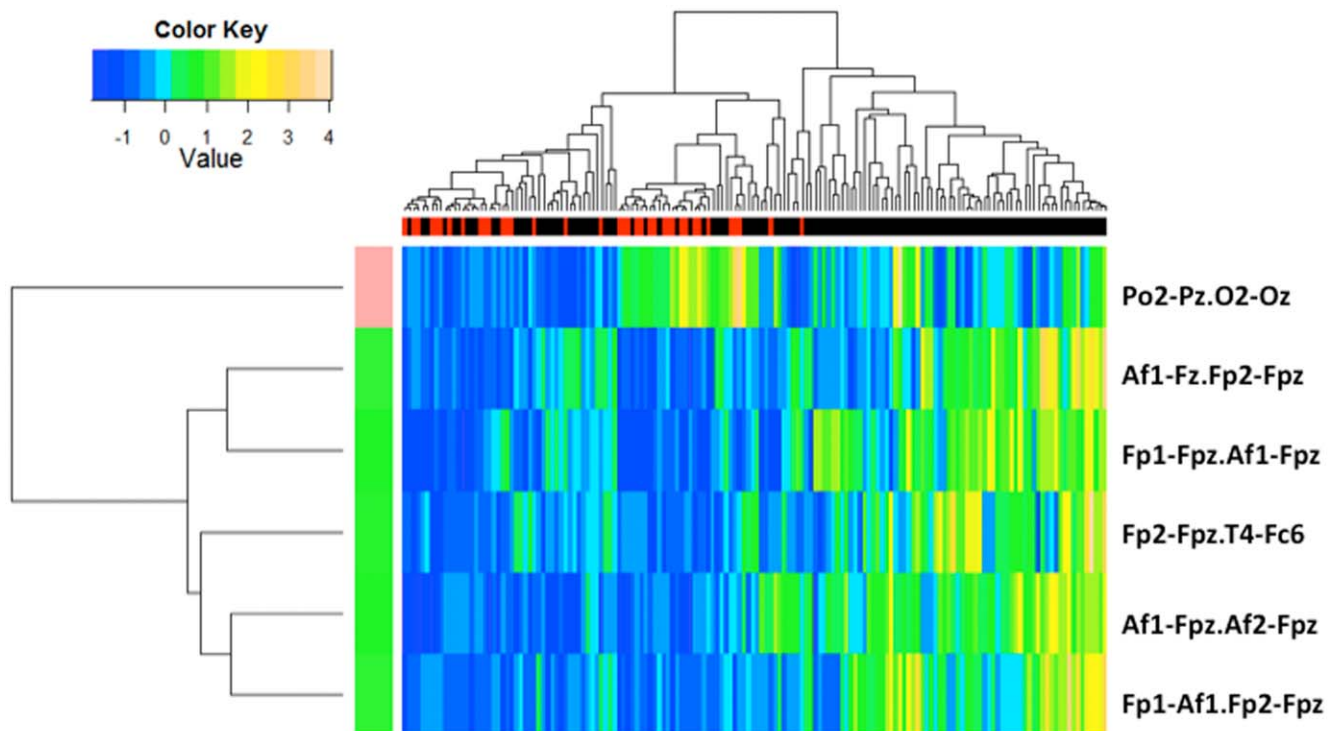 Color Key
-1 0 1 2 3 4
Value
Po2-Pz.O2-Oz
Af1-Fz.Fp2-Fpz
Fp1-Fpz.Af1-Fpz
Fp2-Fpz.T4-Fc6
Af1-Fpz.Af2-Fpz
Fp1-Af1.Fp2-Fpz